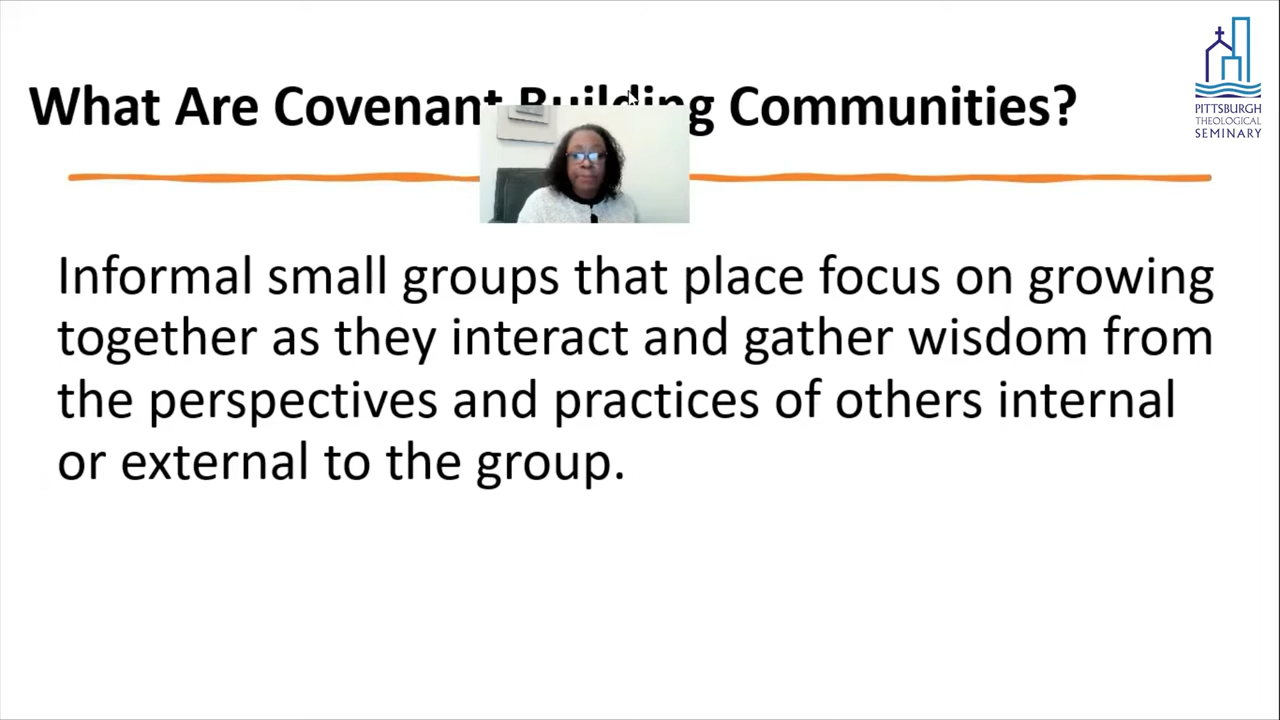 What Are Covenant Building Communities?
PITTSBURGH
THEOLOGICAL
SEMINARY
Informal small groups that place focus on growing
together as they interact and gather wisdom from
the perspectives and practices of others internal
or external to the group.